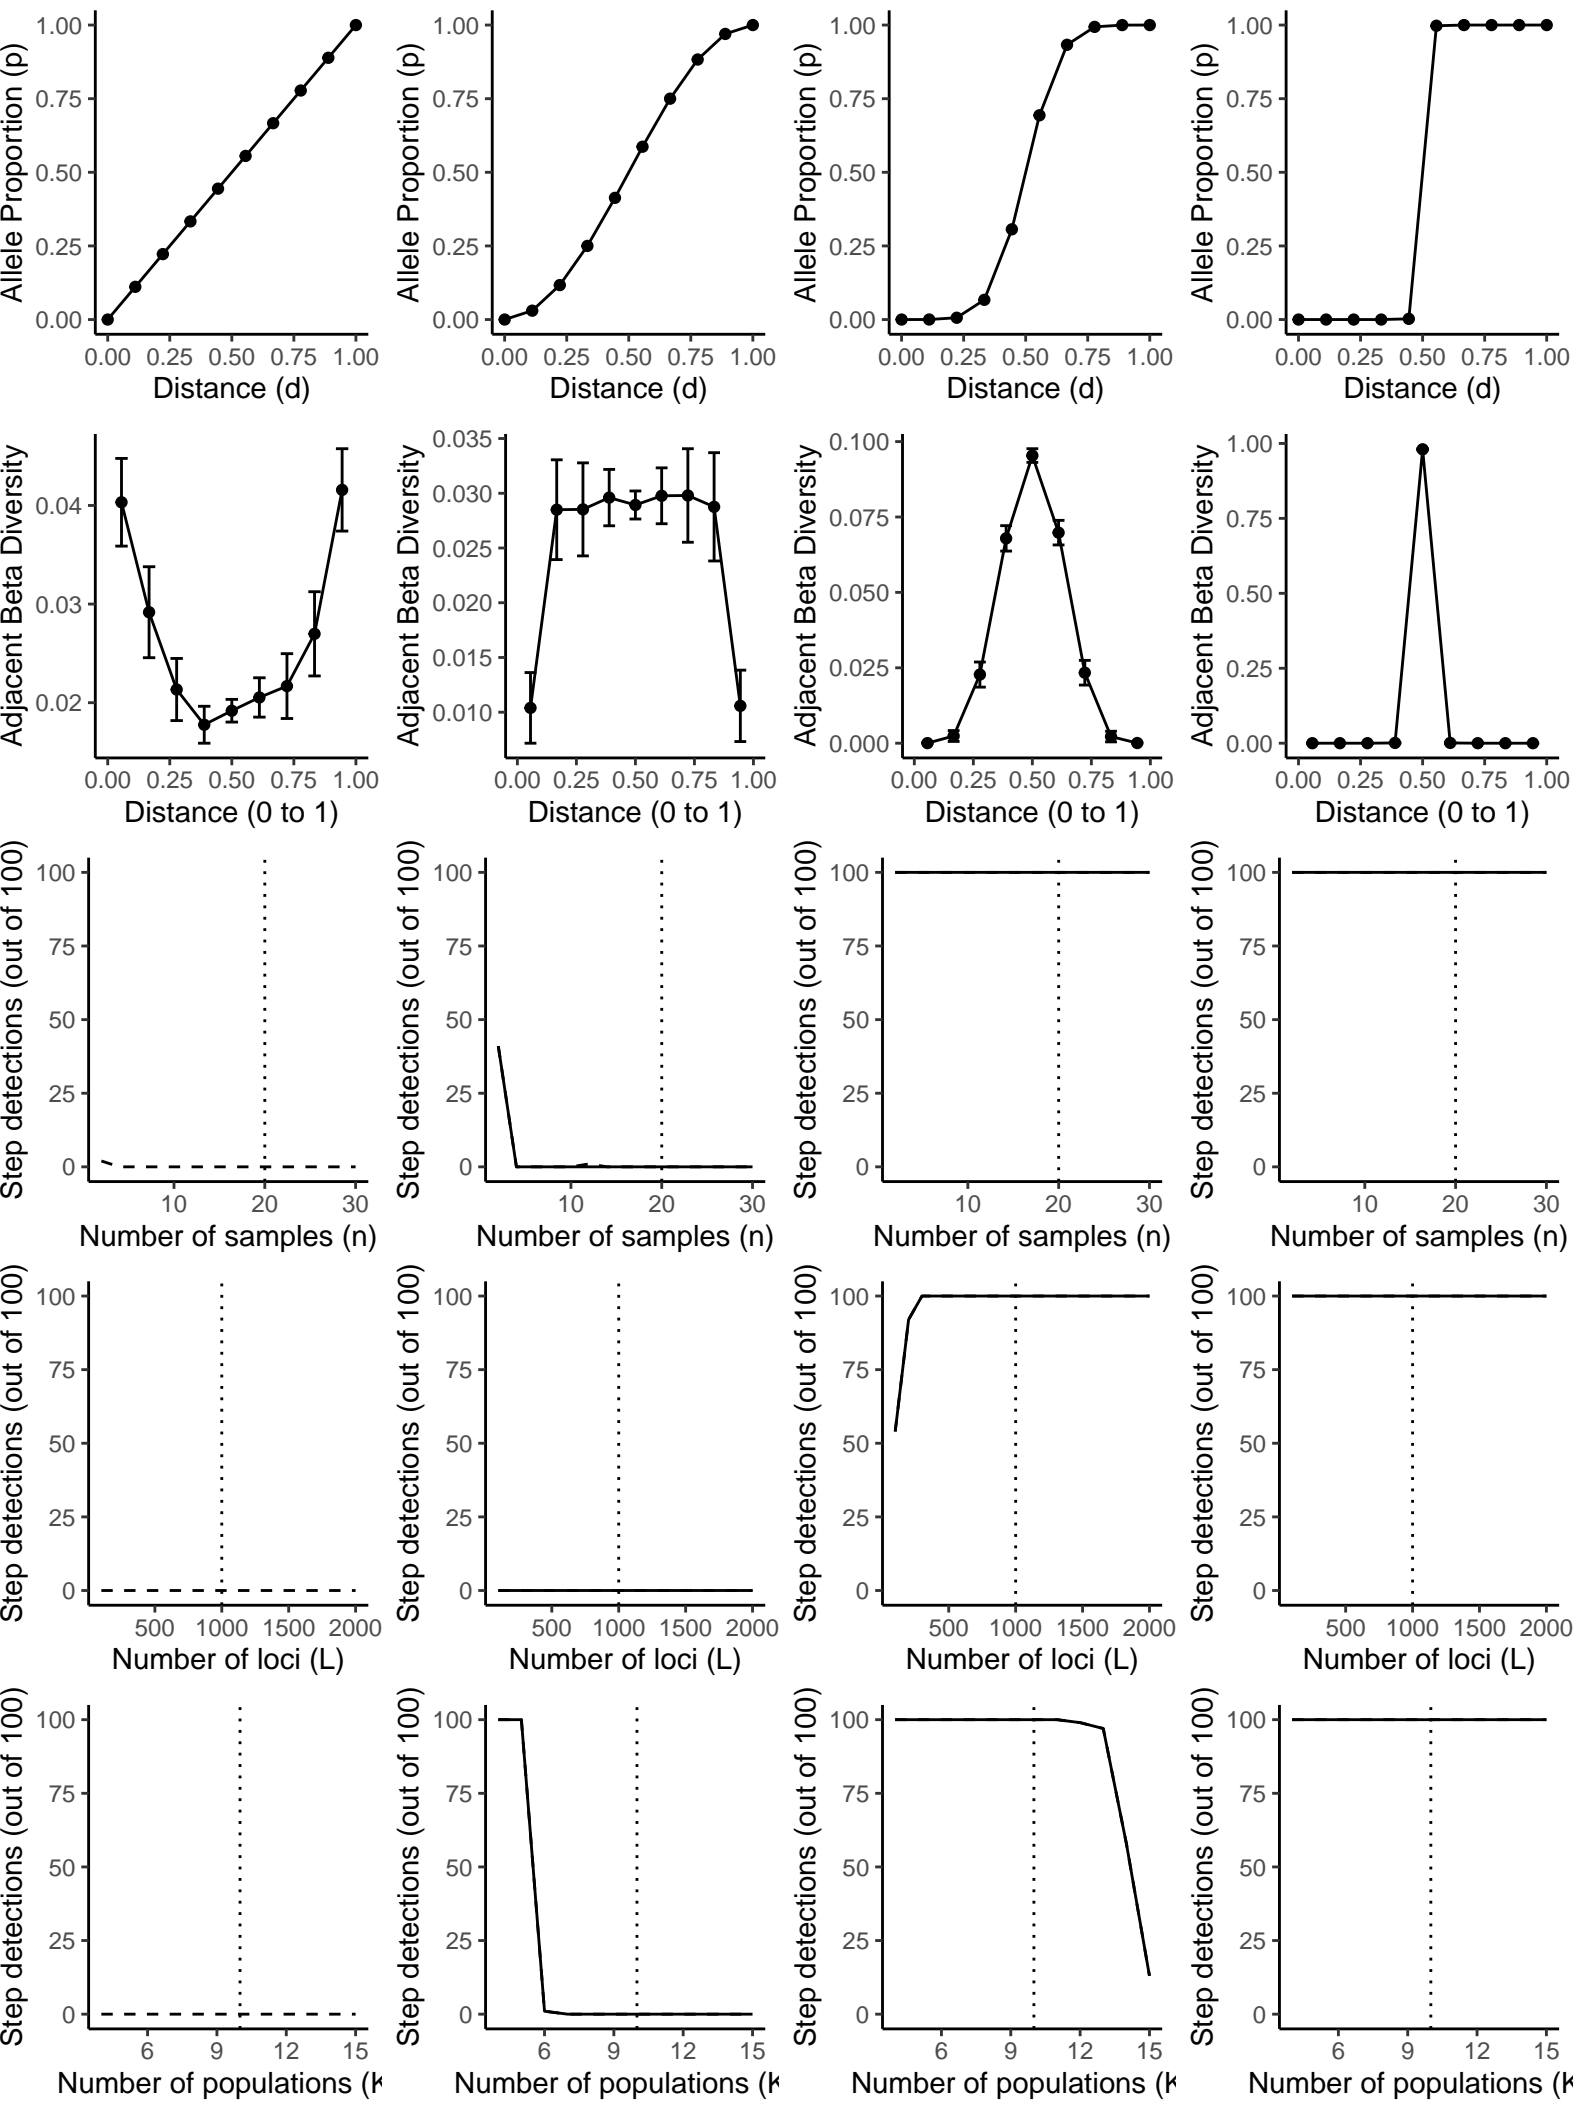 Allele Proportion (p)
1.00
0.75
0.50
0.25
0.00
0.00 0.25 0.50 0.75 1.00
Distance (d)
Allele Proportion (p)
1.00
0.75
0.50
0.25
0.00
0.00 0.25 0.50 0.75 1.00
Distance (d)
Allele Proportion (p)
1.00
0.75
0.50
0.25
0.00
0.00 0.25 0.50 0.75 1.00
Distance (d)
Allele Proportion (p)
1.00
0.75
0.50
0.25
0.00
0.00 0.25 0.50 0.75 1.00
Distance (d)
Adjacent Beta Diversity
0.04
0.03
0.02
0.00 0.25 0.50 0.75 1.00
Distance (0 to 1)
Adjacent Beta Diversity
0.035
0.030
0.025
0.020
0.015
0.010
0.00 0.25 0.50 0.75 1.00
Distance (0 to 1)
Adjacent Beta Diversity
0.100
0.075
0.050
0.025
0.000
0.00 0.25 0.50 0.75 1.00
Distance (0 to 1)
Adjacent Beta Diversity
1.00
0.75
0.50
0.25
0.00
0.00 0.25 0.50 0.75 1.00
Distance (0 to 1)
Step detections (out of 100)
100
75
50
25
0
10 20 30
Number of samples (n)
Step detections (out of 100)
100
75
50
25
0
10 20 30
Number of samples (n)
Step detections (out of 100)
100
75
50
25
0
10 20 30
Number of samples (n)
Step detections (out of 100)
100
75
50
25
0
10 20 30
Number of samples (n)
Step detections (out of 100)
100
75
50
25
0
500 1000 1500 2000
Number of loci (L)
Step detections (out of 100)
100
75
50
25
0
500 1000 1500 2000
Number of loci (L)
Step detections (out of 100)
100
75
50
25
0
500 1000 1500 2000
Number of loci (L)
Step detections (out of 100)
100
75
50
25
0
500 1000 1500 2000
Number of loci (L)
Step detections (out of 100)
100
75
50
25
0
6 9 12 15
Number of populations (K
Step detections (out of 100)
100
75
50
25
0
6 9 12 15
Number of populations (K
Step detections (out of 100)
100
75
50
25
0
6 9 12 15
Number of populations (K
Step detections (out of 100)
100
75
50
25
0
6 9 12 15
Number of populations (K